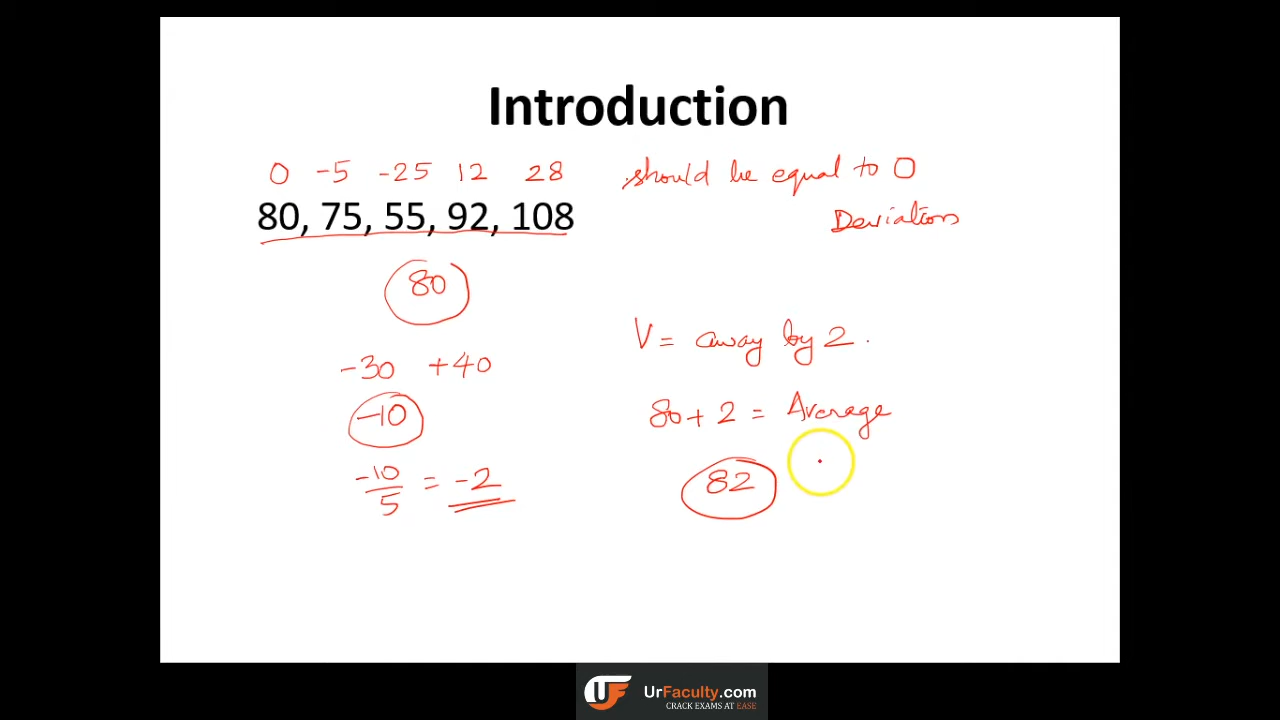 Introduction
0 -5 -25 12 28 should be equal to 0
80, 75, 55, 92, 108 Deviations
80
V = away by 2.
-30 +40
80 + 2 = Average
-10
-10/5 = -2
82
UrFaculty.com
CRACK EXAMS AT EASE